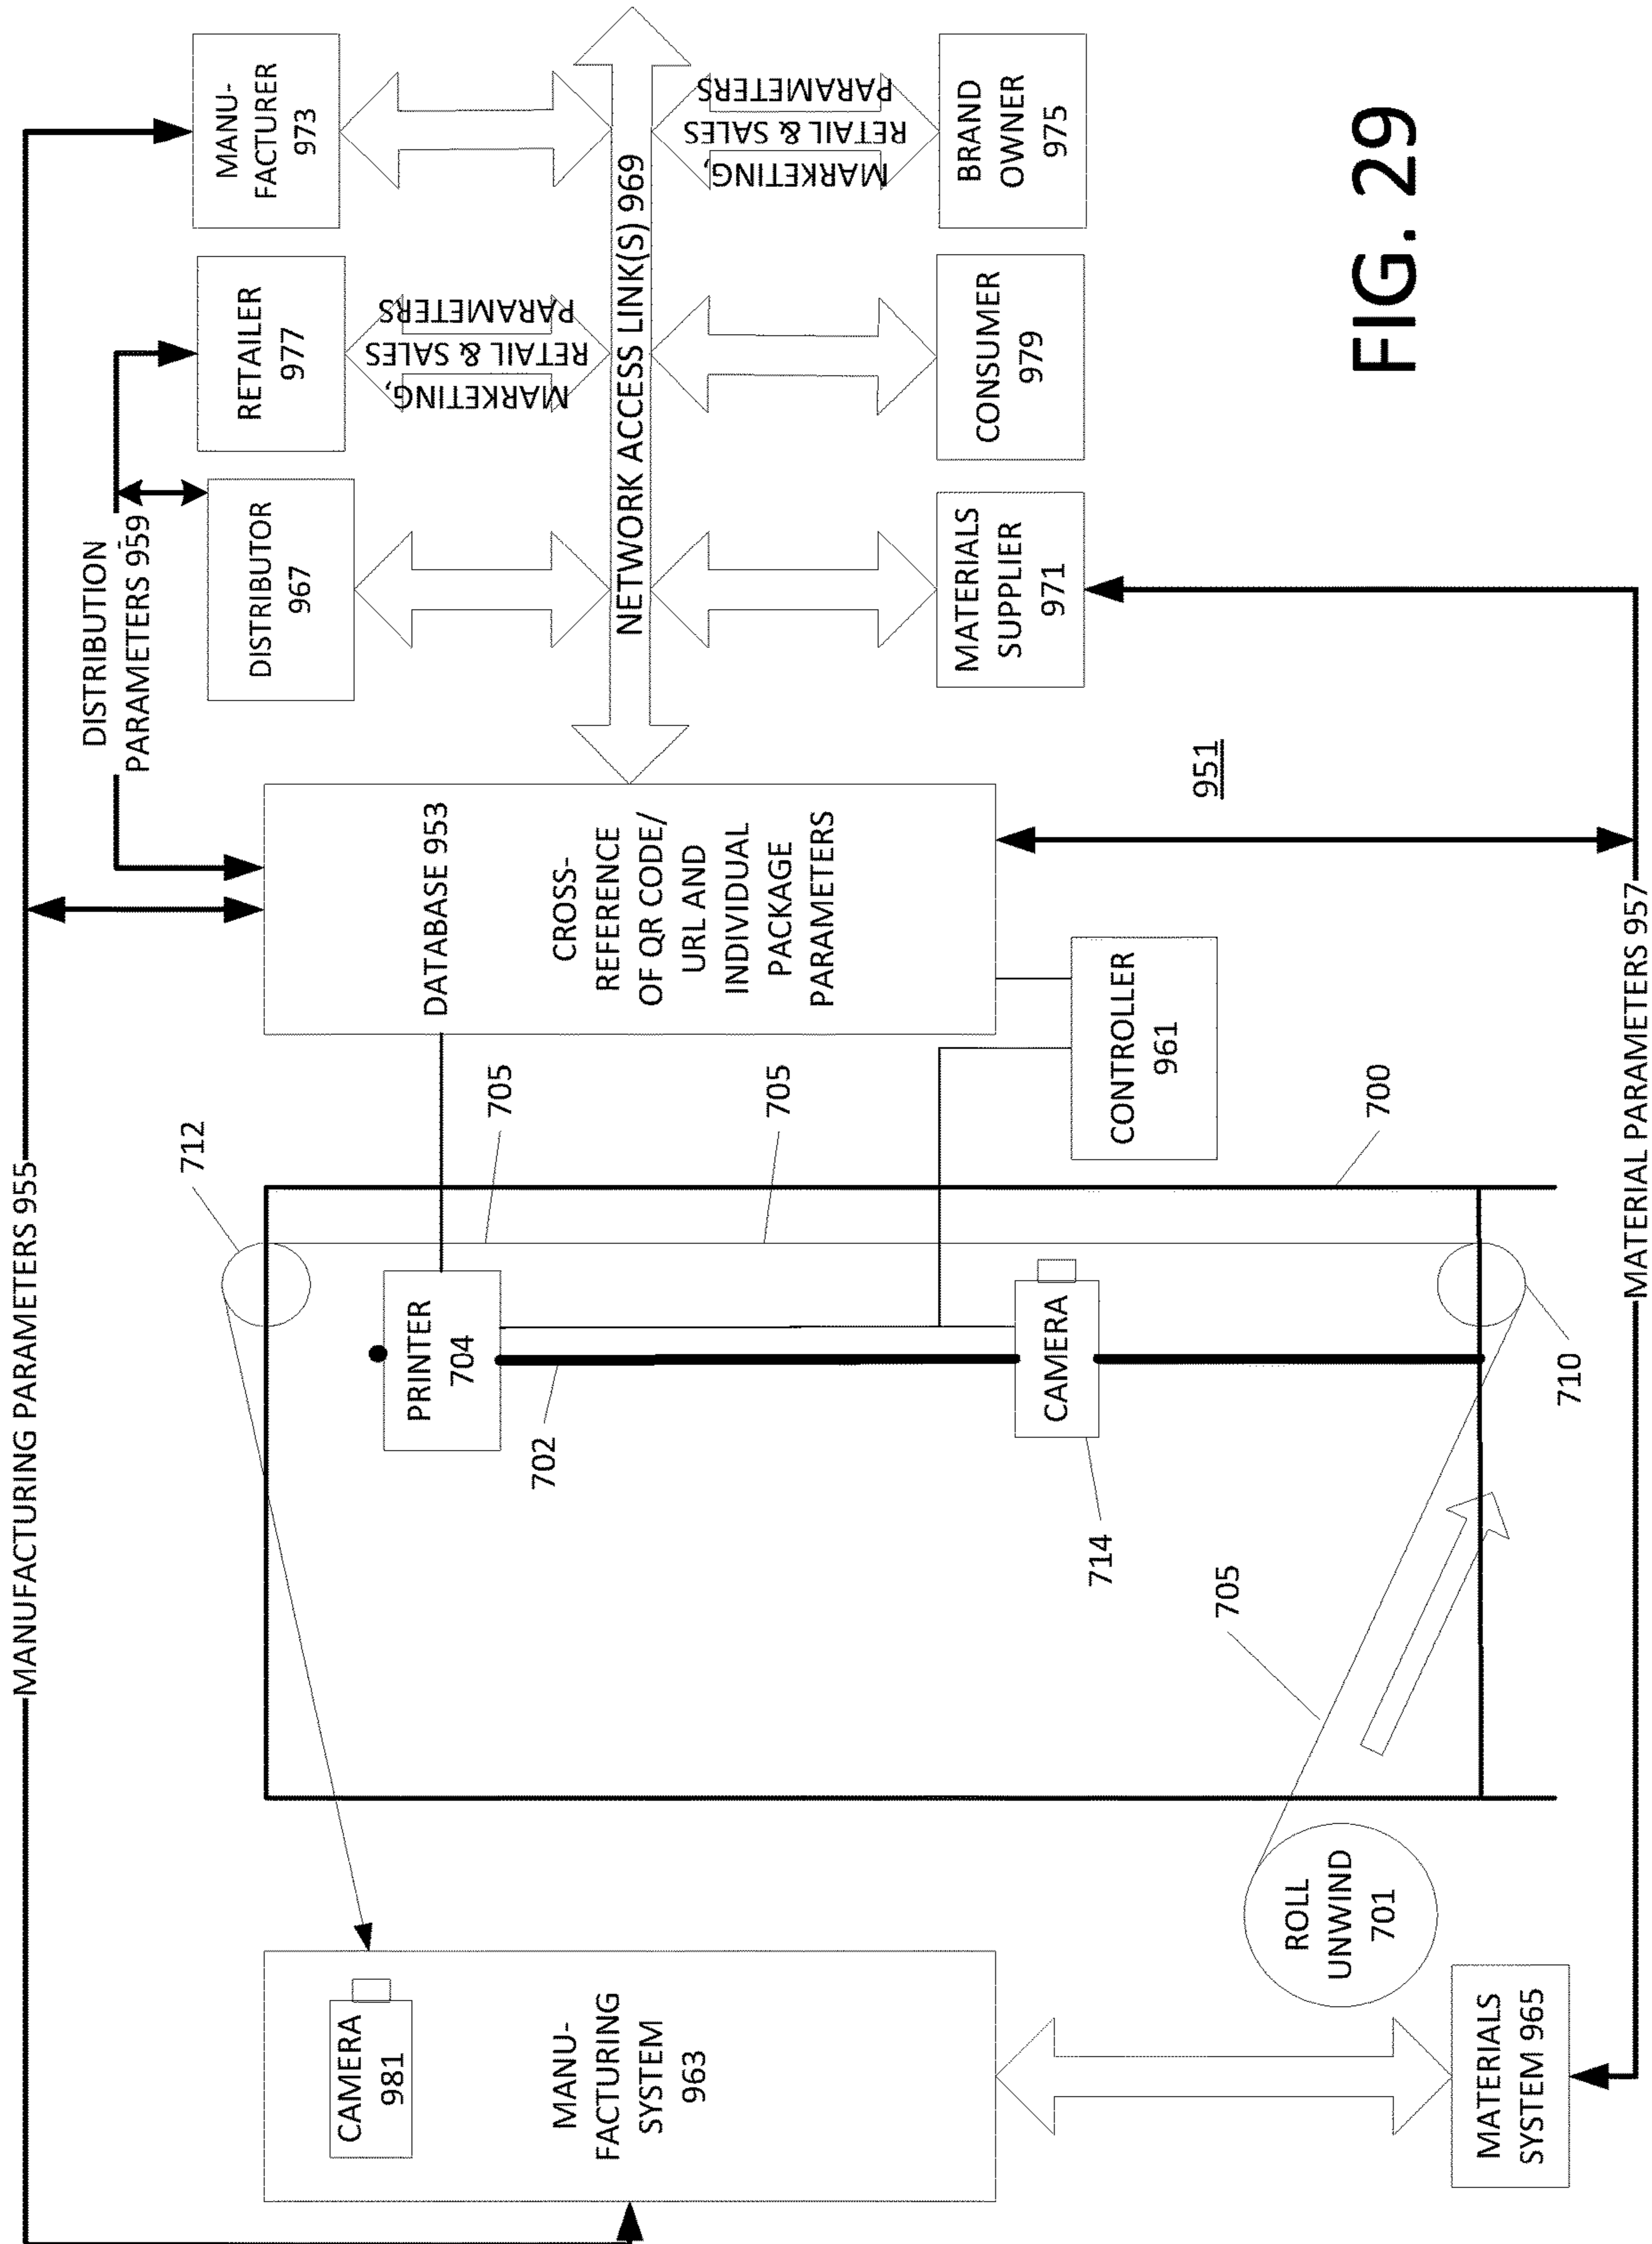 MANUFACTURING PARAMETERS 955
DISTRIBUTION
PARAMETERS 959
MANU-
FACTURER
973
RETAILER
977
DISTRIBUTOR
967
MARKETING,
RETAIL & SALES
PARAMETERS
MARKETING,
RETAIL & SALES
PARAMETERS
NETWORK ACCESS LINK(S) 969
MATERIALS
SUPPLIER
971
CONSUMER
979
BRAND
OWNER
975
DATABASE 953
CROSS-
REFERENCE
OF QR CODE/
URL AND
INDIVIDUAL
PACKAGE
PARAMETERS
951
CONTROLLER
961
712
705
705
700
PRINTER
704
702
CAMERA
714
710
705
ROLL
UNWIND
701
CAMERA
981
MANU-
FACTURING
SYSTEM
963
MATERIALS
SYSTEM 965
MATERIAL PARAMETERS 957
FIG. 29